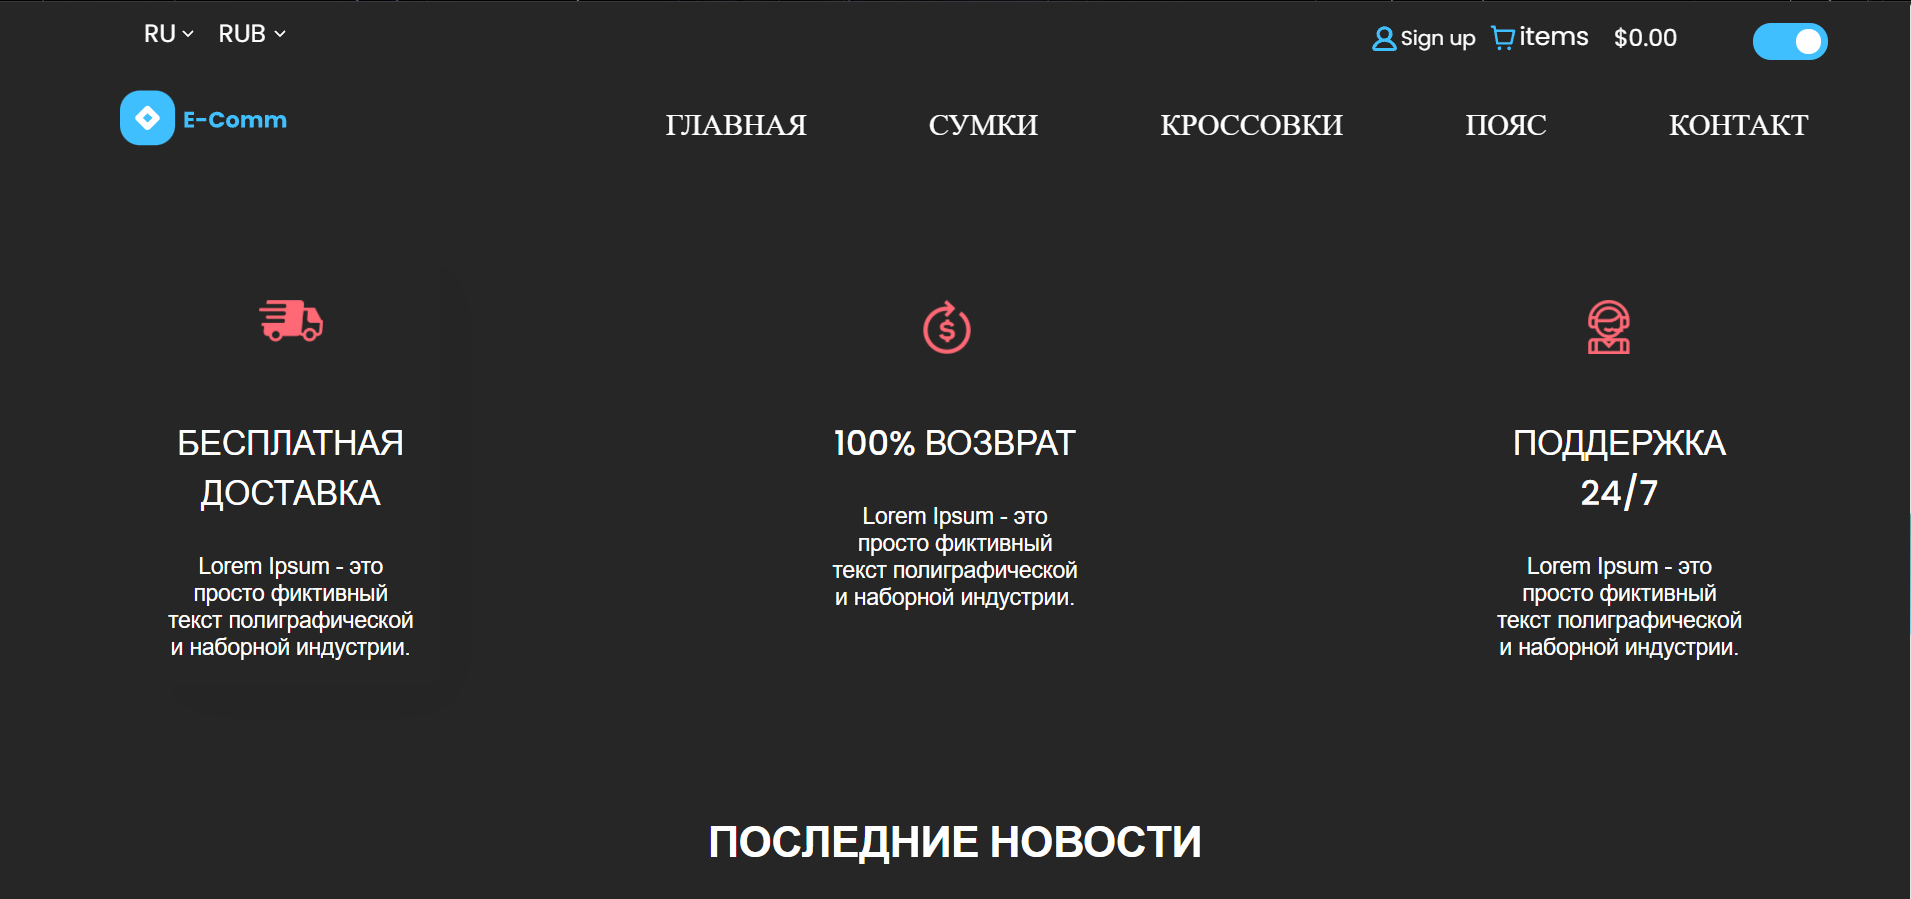 RU RUB Sign up items $0.00
E-Comm ГЛАВНАЯ СУМКИ КРОССОВКИ ПОЯС КОНТАКТ
БЕСПЛАТНАЯ
ДОСТАВКА
Lorem Ipsum - это
просто фиктивный
текст полиграфической
и наборной индустрии.
100% ВОЗВРАТ
Lorem Ipsum - это
просто фиктивный
текст полиграфической
и наборной индустрии.
ПОДДЕРЖКА
24/7
Lorem Ipsum - это
просто фиктивный
текст полиграфической
и наборной индустрии.
ПОСЛЕДНИЕ НОВОСТИ